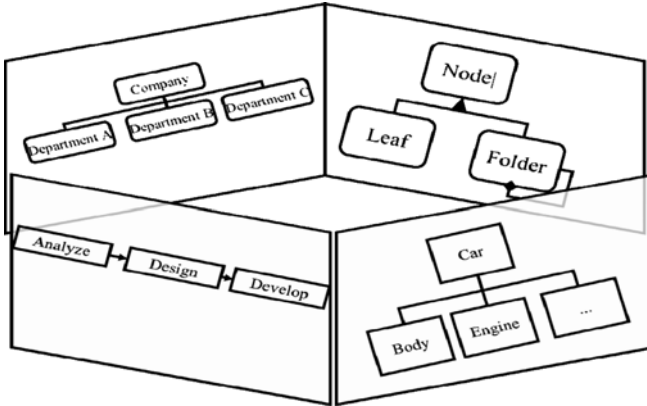 Company
Department A
Department B
Department C
Node|
Leaf
Folder
Analyze
Design
Develop
Car
Body
Engine
...